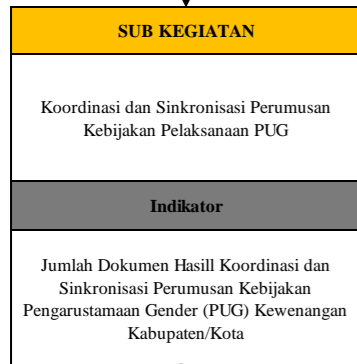 SUB KEGIATAN
Koordinasi dan Sinkronisasi Perumusan
Kebijakan Pelaksanaan PUG
Indikator
Jumlah Dokumen Hasill Koordinasi dan
Sinkronisasi Perumusan Kebijakan
Pengarustamaan Gender (PUG) Kewenangan
Kabupaten/Kota